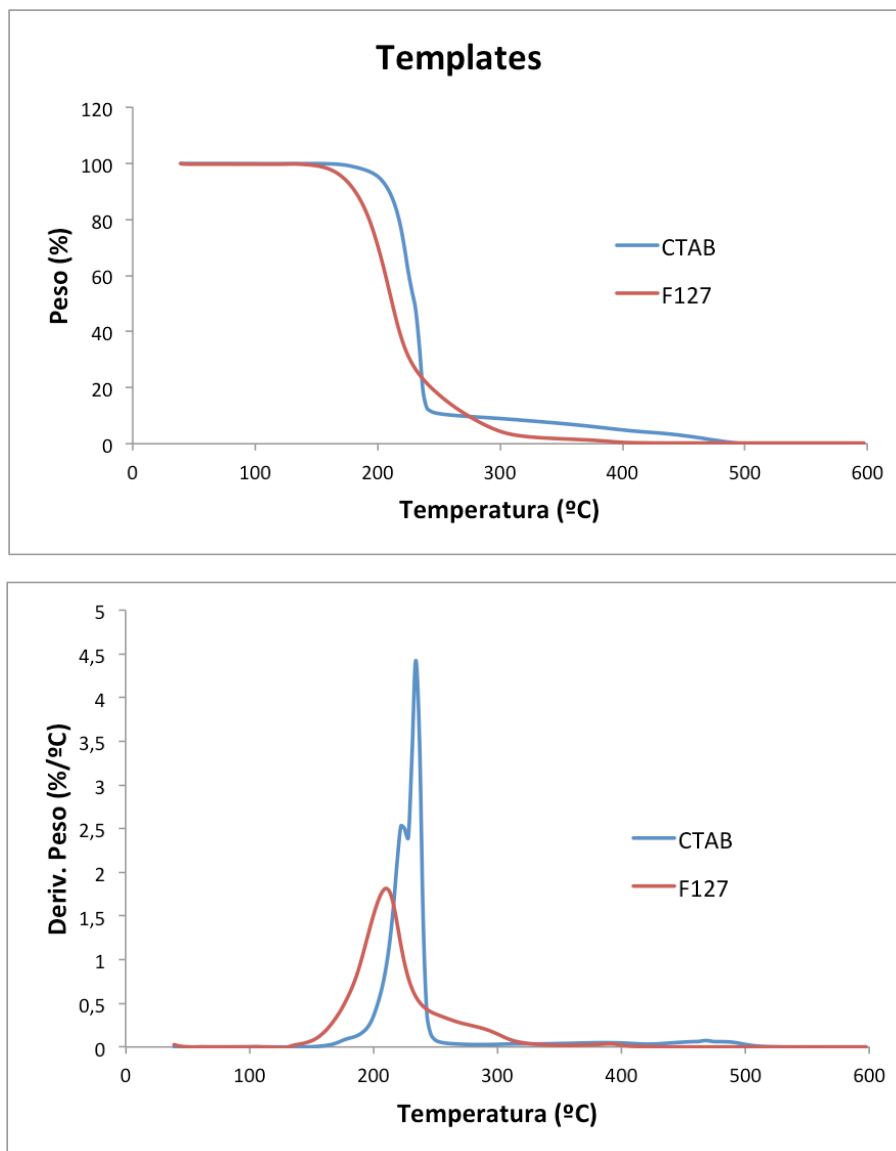 Templates
120
100
80
60
40
20
0
Peso (%)
CTAB
F127
0 100 200 300 400 500 600
Temperatura (ºC)
5
4,5
4
3,5
3
2,5
2
1,5
1
0,5
0
Deriv. Peso (%/ºC)
CTAB
F127
0 100 200 300 400 500 600
Temperatura (ºC)